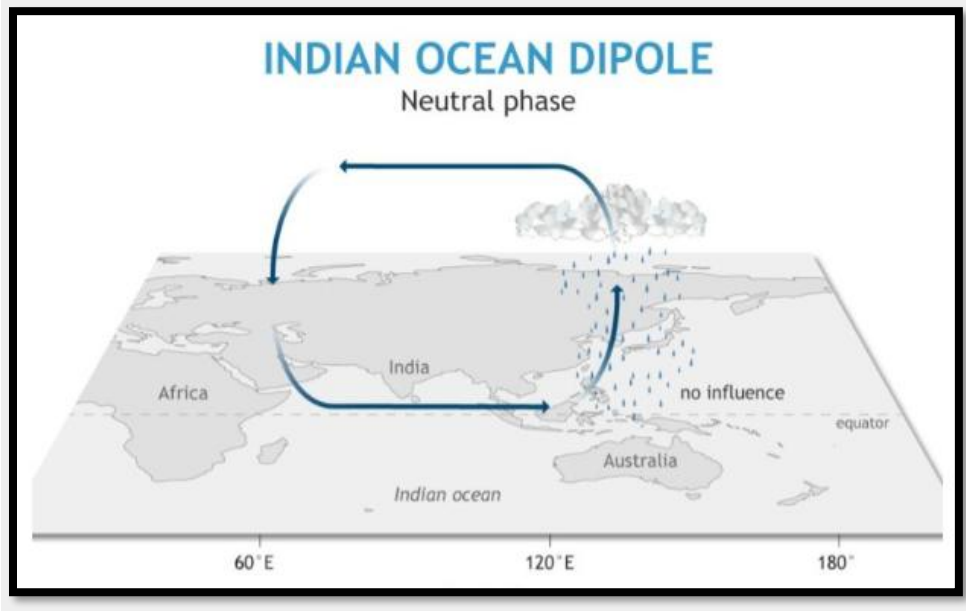 INDIAN OCEAN DIPOLE
Neutral phase
India
Africa
no influence
equator
Australia
Indian ocean
60°E
120°E
180°